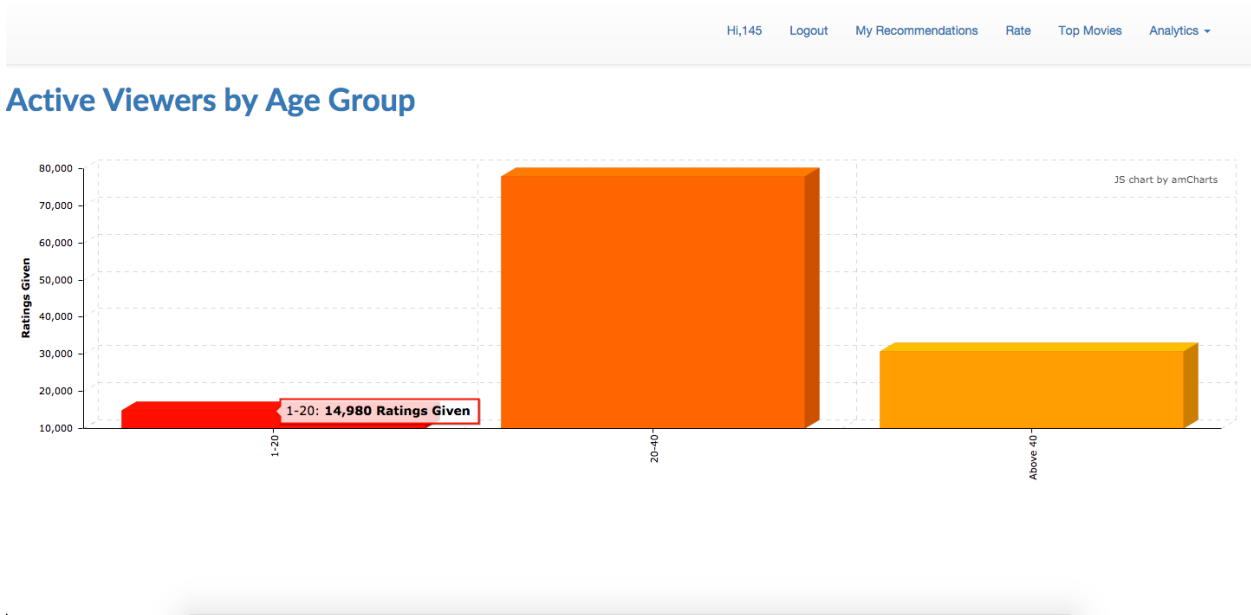 Hi,145 Logout My Recommendations Rate Top Movies Analytics
Active Viewers by Age Group
80,000
70,000
60,000
50,000
40,000
30,000
20,000
10,000
Ratings Given
JS chart by amCharts
1-20: 14,980 Ratings Given
1-20
20-40
Above 40